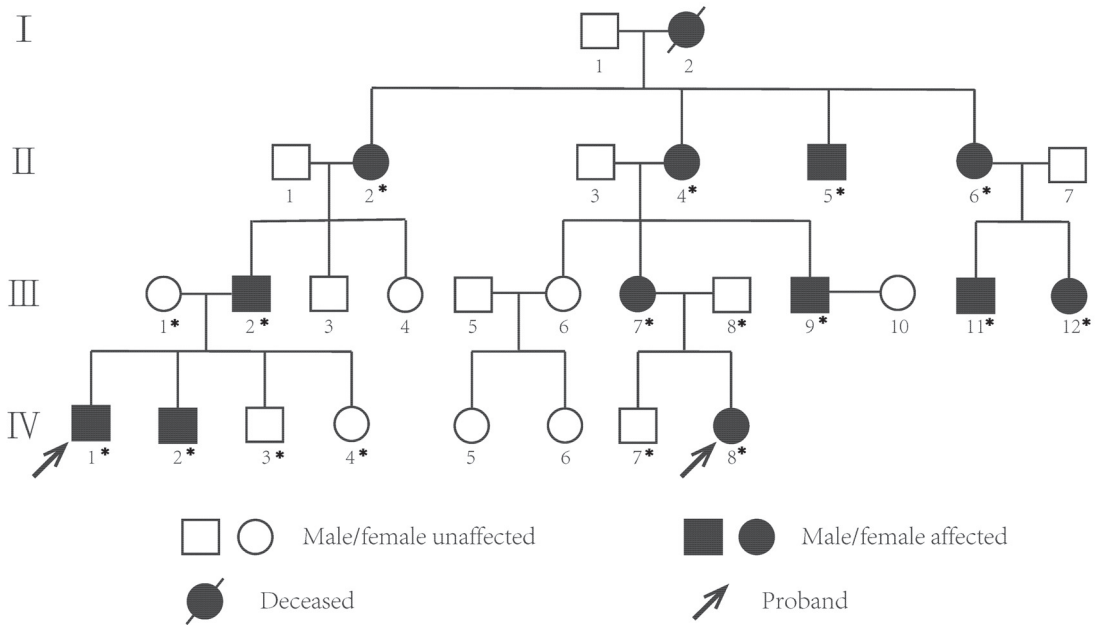 I
1 2
II
1 2* 3 4* 5* 6* 7
III
1* 2* 3 4 5 6 7* 8* 9* 10 11* 12*
IV
1* 2* 3* 4* 5 6 7* 8*
Male/female unaffected Male/female affected
Deceased Proband